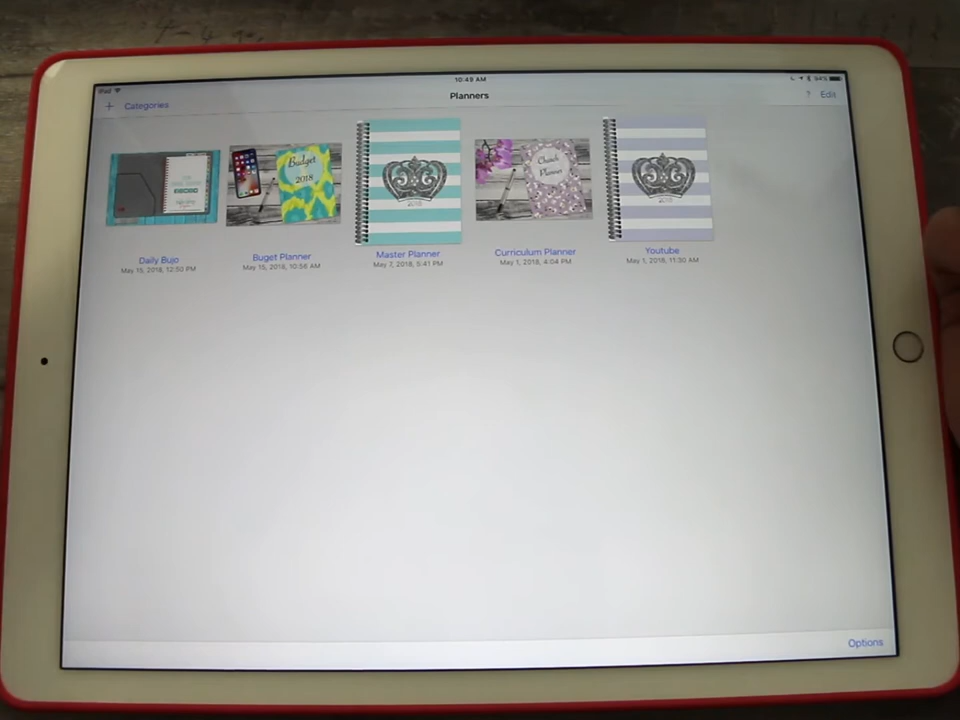 iPad
10:49 AM
94%
+ Categories
Planners
? Edit
Budget
2018
2018
Church
Planner
2018
Daily Bujo
May 15, 2018, 12:50 PM
Buget Planner
May 15, 2018, 10:56 AM
Master Planner
May 7, 2018, 5:41 PM
Curriculum Planner
May 1, 2018, 4:04 PM
Youtube
May 1, 2018, 11:30 AM
Options